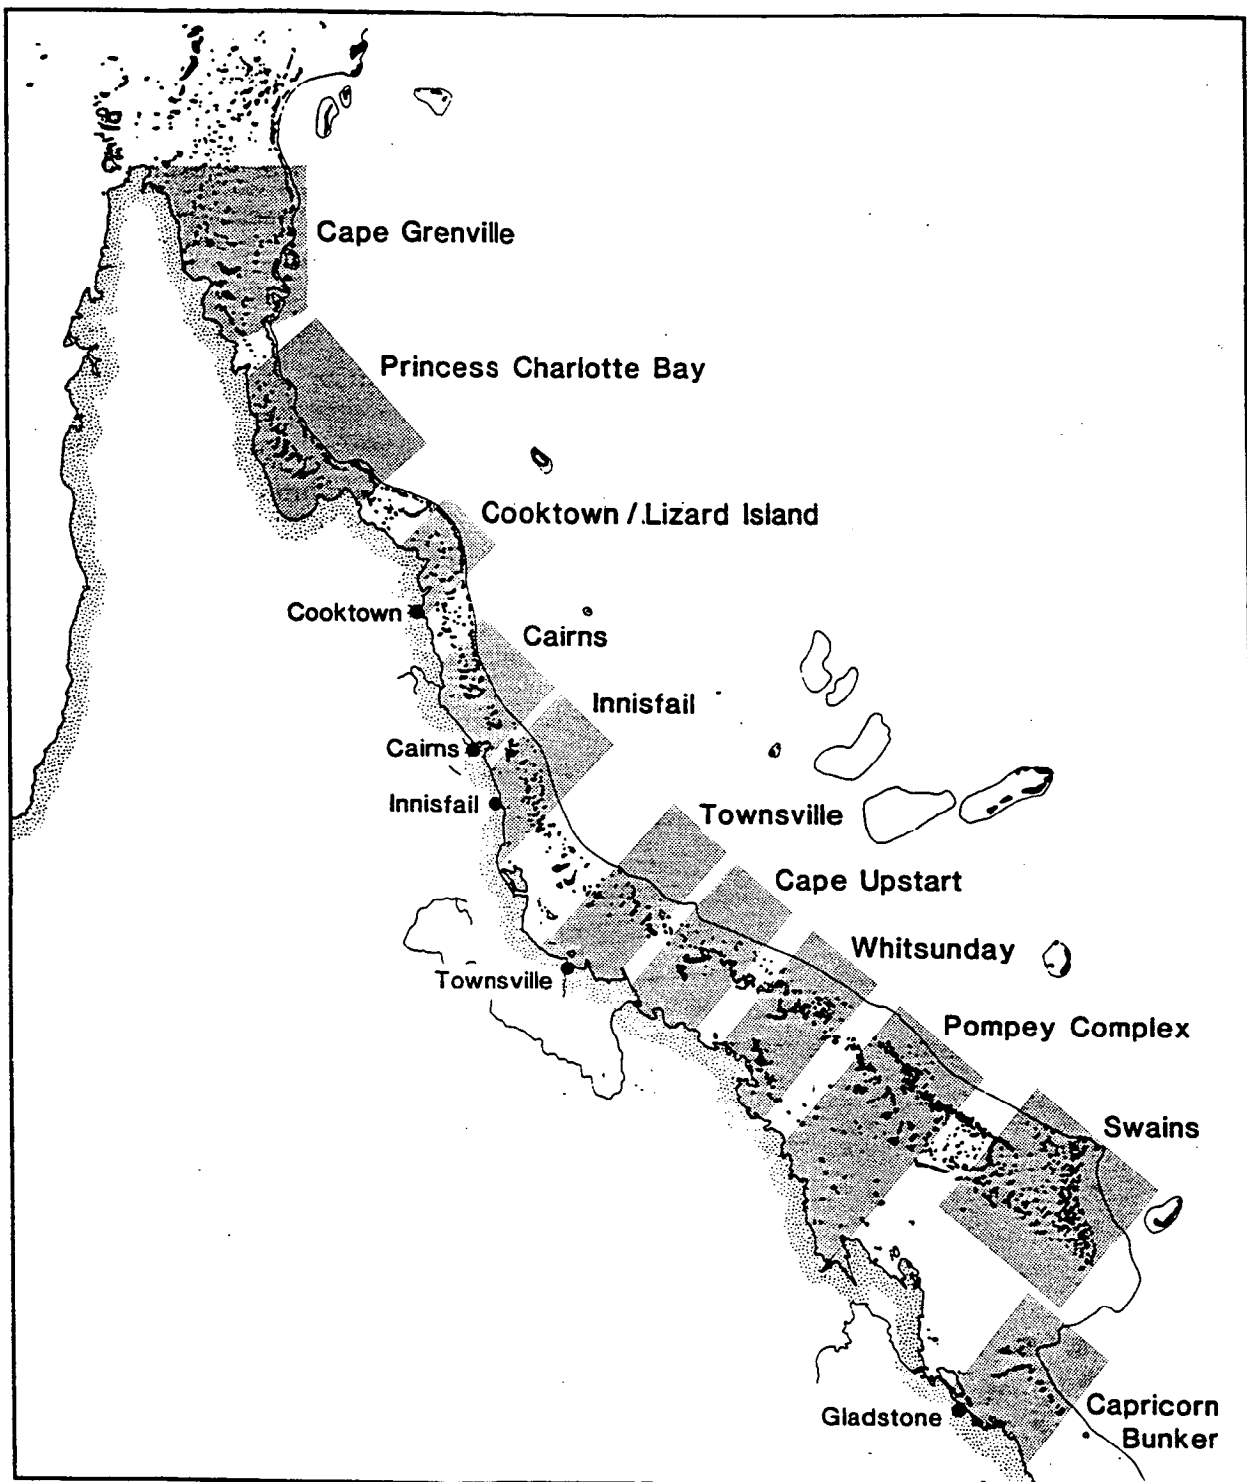 Cape Grenville
Princess Charlotte Bay
Cooktown / Lizard Island
Cooktown
Cairns
Innisfail
Cairns
Innisfail
Townsville
Cape Upstart
Whitsunday
Townsville
Pompey Complex
Swains
Capricorn
Bunker
Gladstone